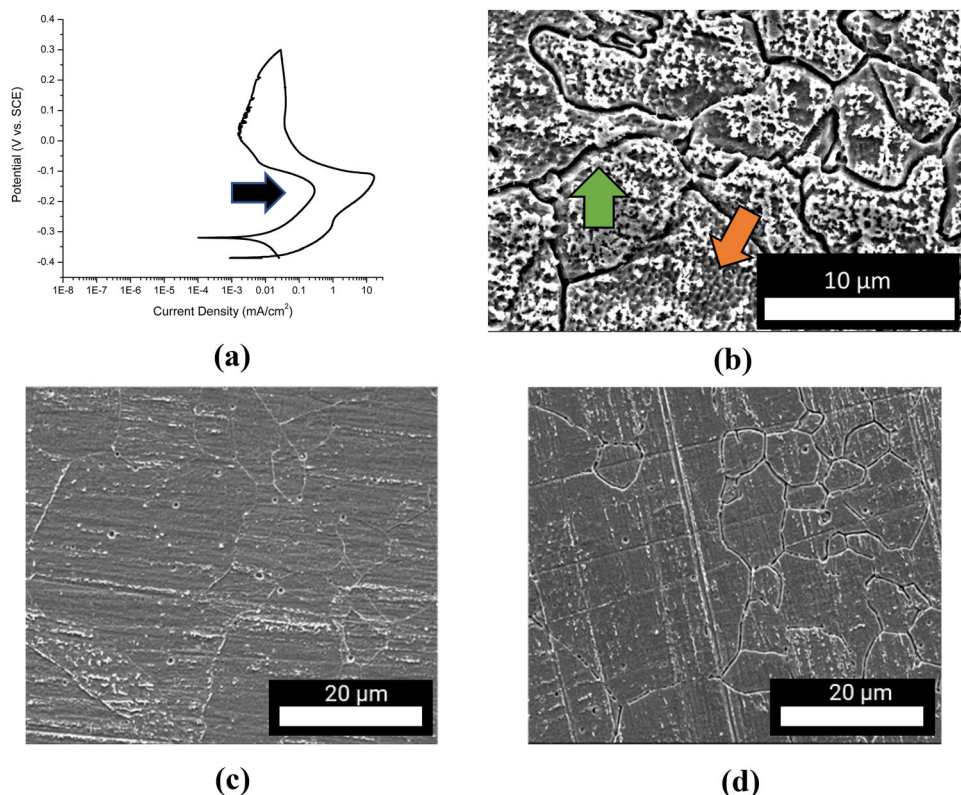 0.4
0.3
0.2
0.1
0.0
-0.1
-0.2
-0.3
-0.4
Potential (V vs. SCE)
1E-8 1E-7 1E-6 1E-5 1E-4 1E-3 0.01 0.1 1 10
Current Density (mA/cm²)
(a)
10 µm
(b)
20 µm
(c)
20 µm
(d)